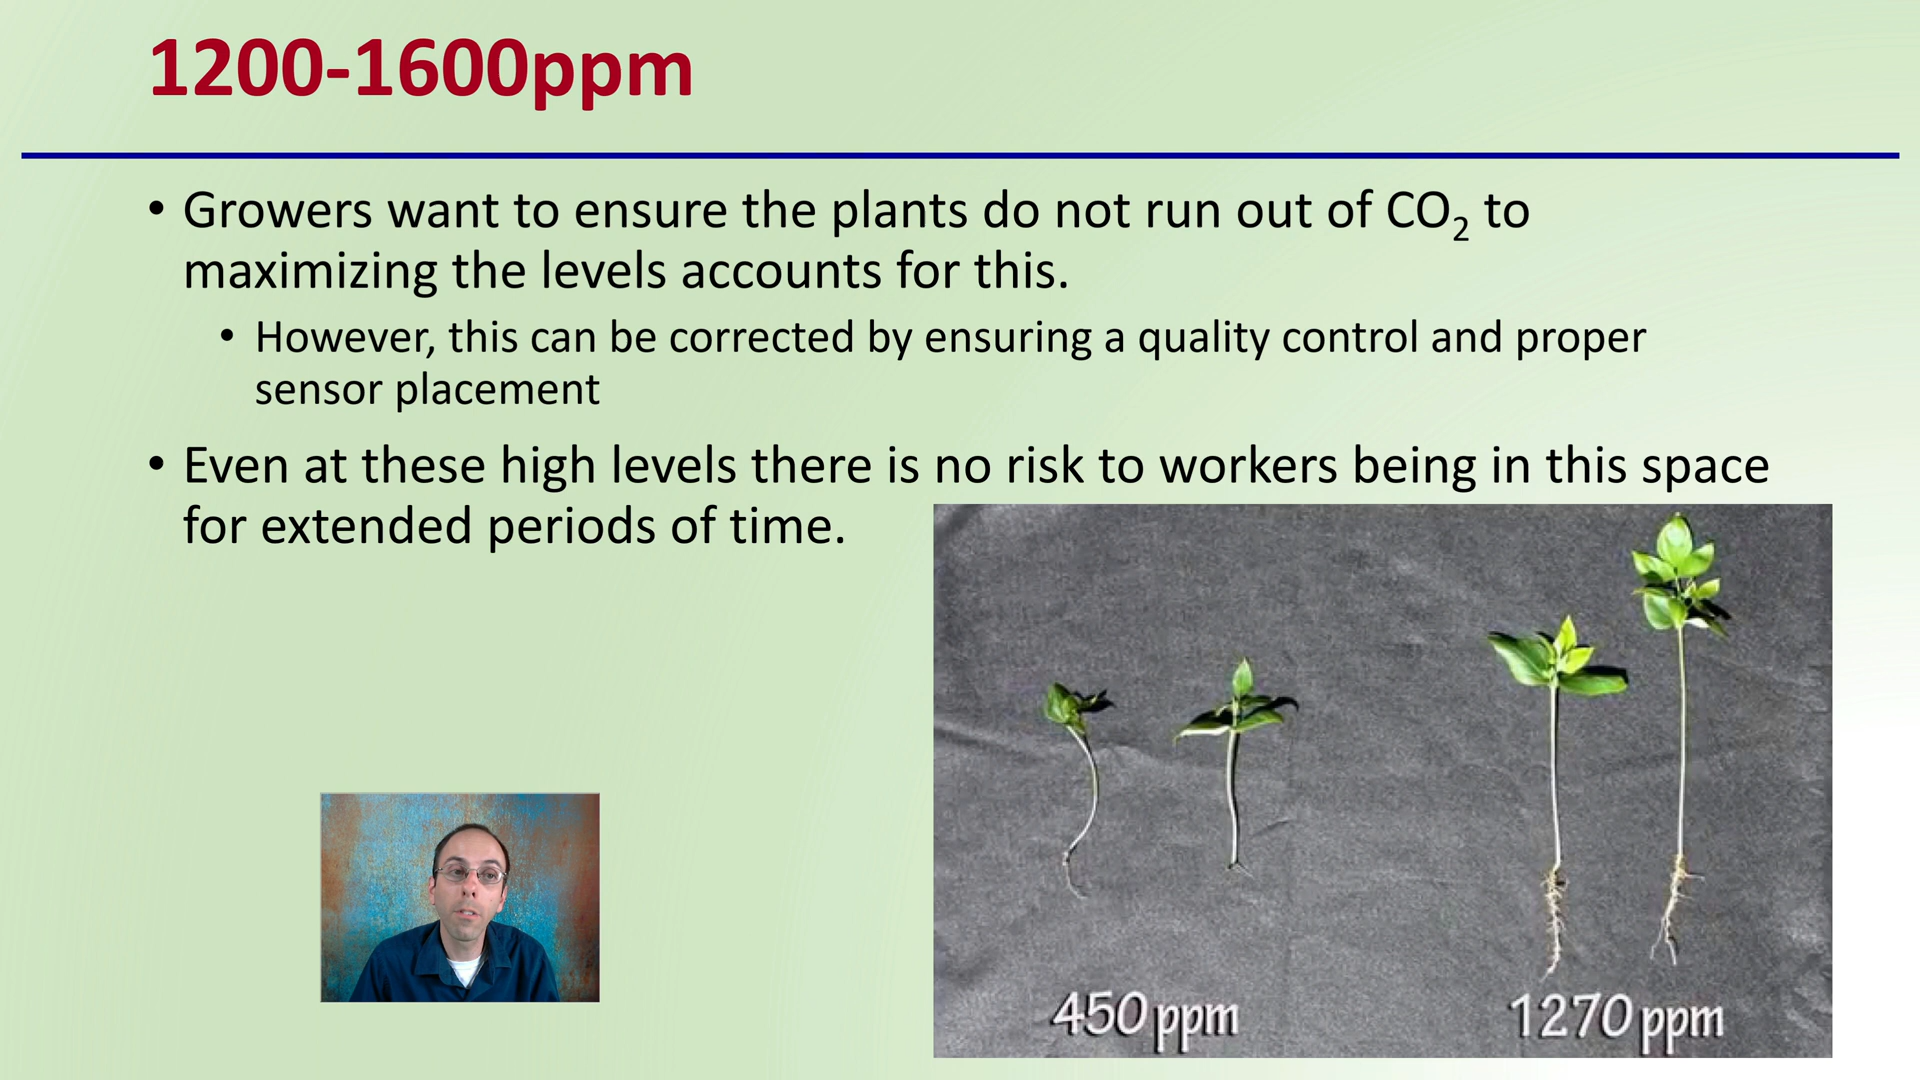 1200-1600ppm
• Growers want to ensure the plants do not run out of CO₂ to
maximizing the levels accounts for this.
• However, this can be corrected by ensuring a quality control and proper
sensor placement
• Even at these high levels there is no risk to workers being in this space
for extended periods of time.
450 ppm
1270 ppm